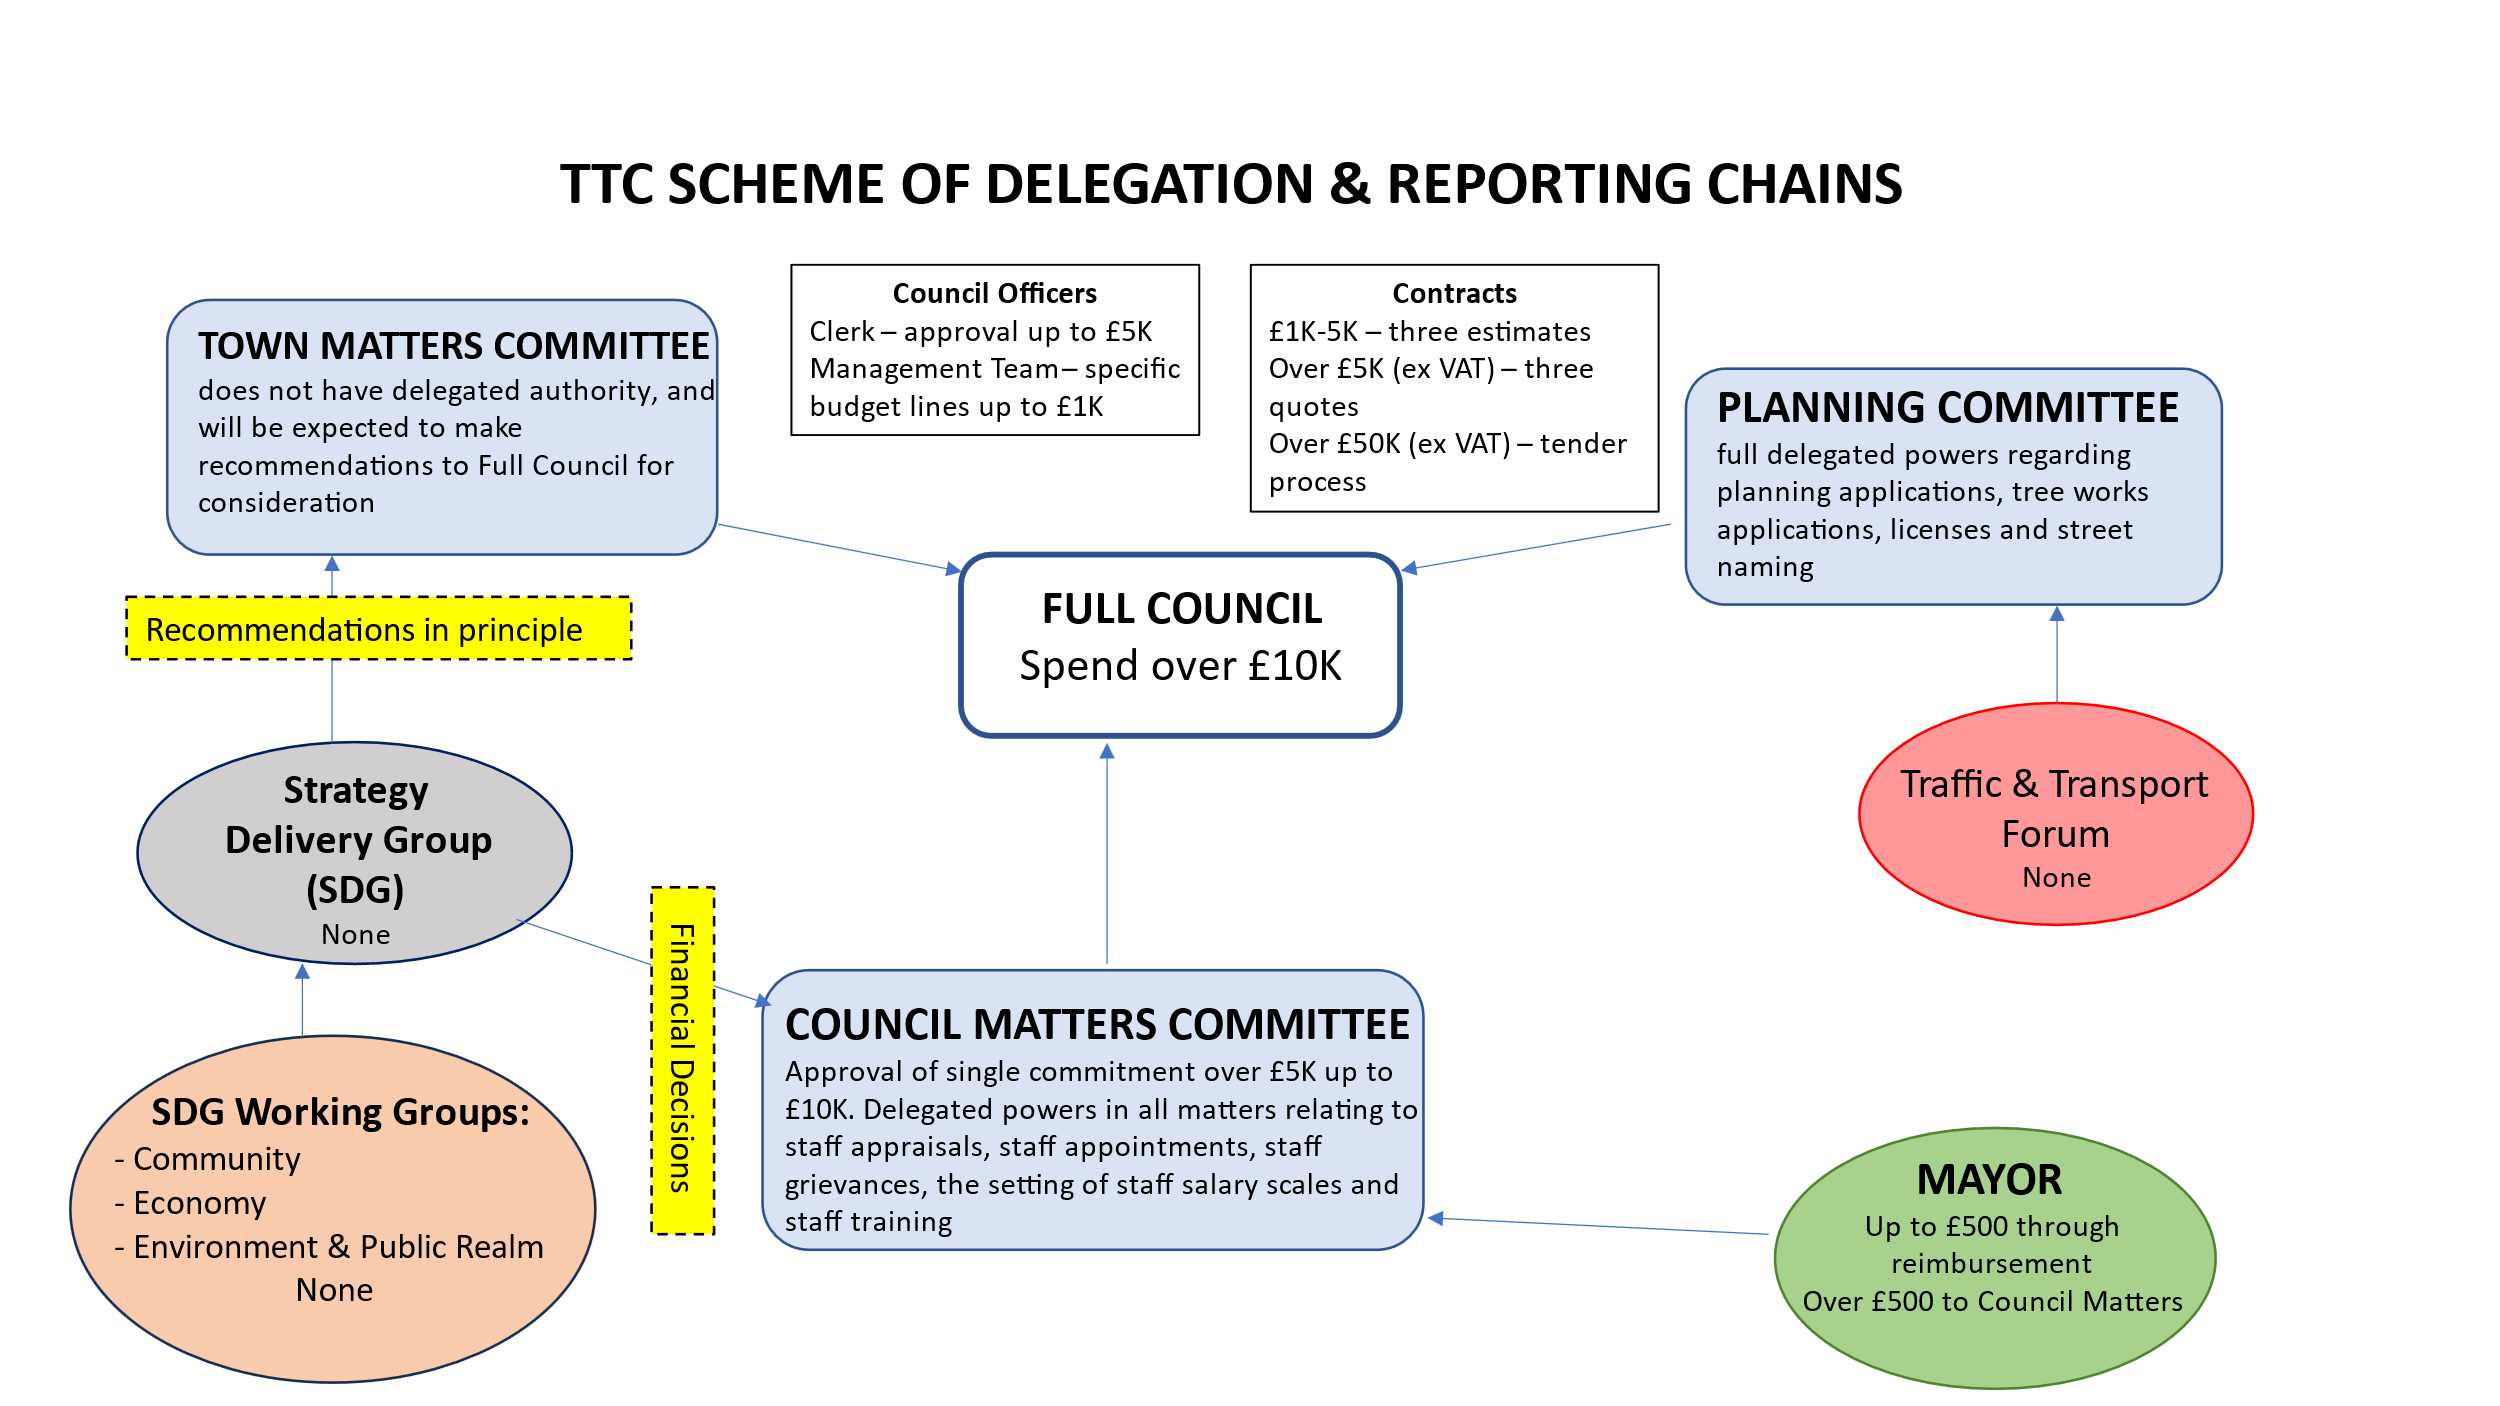 TTC SCHEME OF DELEGATION & REPORTING CHAINS
Council Officers
Clerk – approval up to £5K
Management Team – specific
budget lines up to £1K
Contracts
£1K-5K – three estimates
Over £5K (ex VAT) – three
quotes
Over £50K (ex VAT) – tender
process
TOWN MATTERS COMMITTEE
does not have delegated authority, and
will be expected to make
recommendations to Full Council for
consideration
PLANNING COMMITTEE
full delegated powers regarding
planning applications, tree works
applications, licenses and street
naming
Recommendations in principle
FULL COUNCIL
Spend over £10K
Strategy
Delivery Group
(SDG)
None
Traffic & Transport
Forum
None
Financial Decisions
COUNCIL MATTERS COMMITTEE
Approval of single commitment over £5K up to
£10K. Delegated powers in all matters relating to
staff appraisals, staff appointments, staff
grievances, the setting of staff salary scales and
staff training
SDG Working Groups:
- Community
- Economy
- Environment & Public Realm
None
MAYOR
Up to £500 through
reimbursement
Over £500 to Council Matters